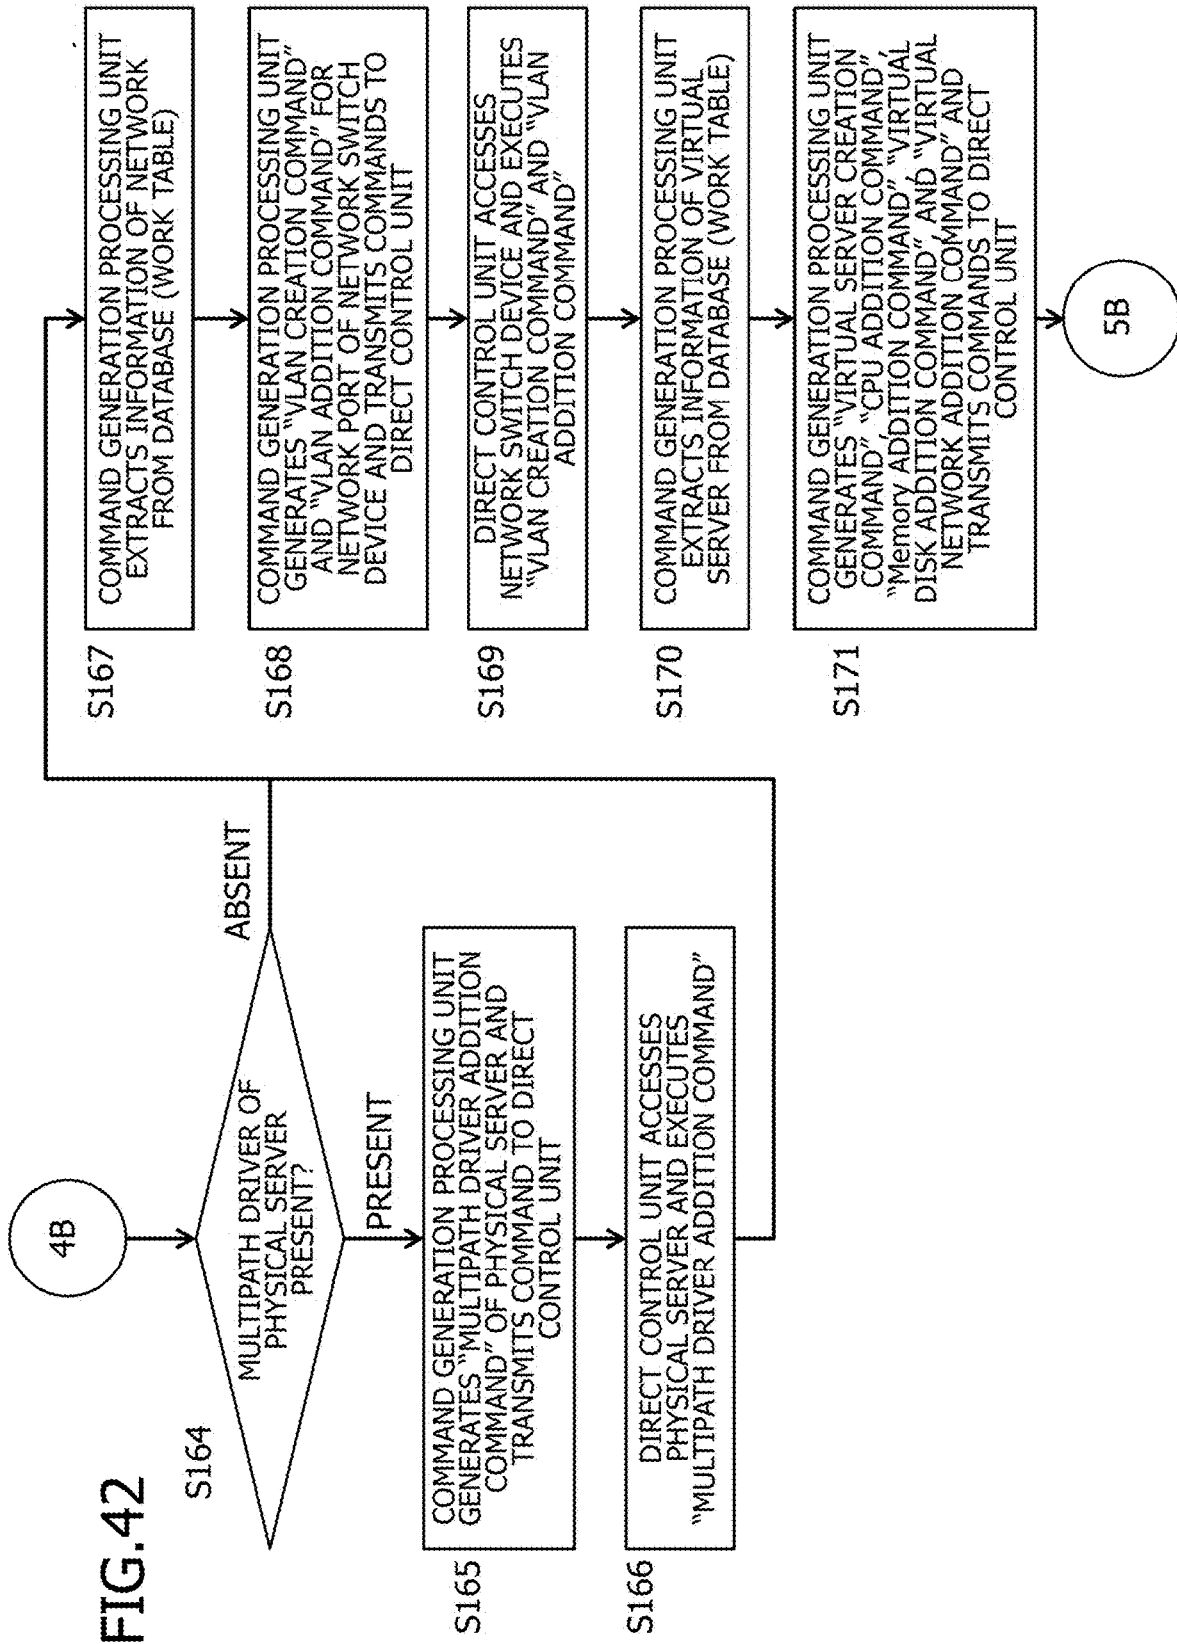 FIG.42
4B
S164
MULTIPATH DRIVER OF
PHYSICAL SERVER
PRESENT?
ABSENT
PRESENT
S165
COMMAND GENERATION PROCESSING UNIT
GENERATES “MULTIPATH DRIVER ADDITION
COMMAND” OF PHYSICAL SERVER AND
TRANSMITS COMMAND TO DIRECT
CONTROL UNIT
S166
DIRECT CONTROL UNIT ACCESSES
PHYSICAL SERVER AND EXECUTES
“MULTIPATH DRIVER ADDITION COMMAND”
S167
COMMAND GENERATION PROCESSING UNIT
EXTRACTS INFORMATION OF NETWORK
FROM DATABASE (WORK TABLE)
S168
COMMAND GENERATION PROCESSING UNIT
GENERATES “VLAN CREATION COMMAND”
AND “VLAN ADDITION COMMAND” FOR
NETWORK PORT OF NETWORK SWITCH
DEVICE AND TRANSMITS COMMANDS TO
DIRECT CONTROL UNIT
S169
DIRECT CONTROL UNIT ACCESSES
NETWORK SWITCH DEVICE AND EXECUTES
“VLAN CREATION COMMAND” AND “VLAN
ADDITION COMMAND”
S170
COMMAND GENERATION PROCESSING UNIT
EXTRACTS INFORMATION OF VIRTUAL
SERVER FROM DATABASE (WORK TABLE)
S171
COMMAND GENERATION PROCESSING UNIT
GENERATES “VIRTUAL SERVER CREATION
COMMAND”, “CPU ADDITION COMMAND”,
“Memory ADDITION COMMAND”, “VIRTUAL
DISK ADDITION COMMAND”, AND “VIRTUAL
NETWORK ADDITION COMMAND” AND
TRANSMITS COMMANDS TO DIRECT
CONTROL UNIT
5B